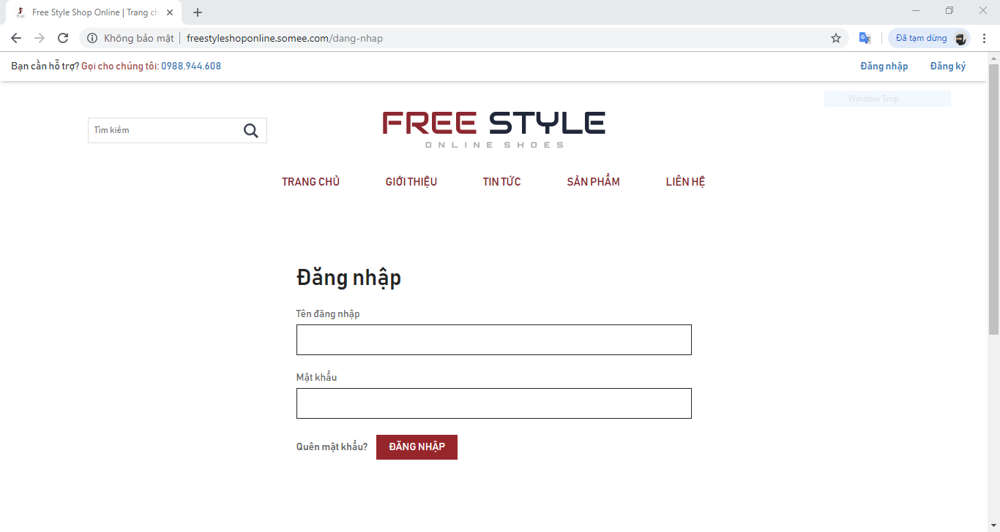 Free Style Shop Online | Trang ch
Không bảo mật
freestyleshoponline.somee.com/dang-nhap
Đã tạm dừng
Bạn cần hỗ trợ? Gọi cho chúng tôi: 0988.944.608
Đăng nhập
Đăng ký
Window Snip
Tìm kiếm
FREE STYLE
ONLINE SHOES
TRANG CHỦ
GIỚI THIỆU
TIN TỨC
SẢN PHẨM
LIÊN HỆ
Đăng nhập
Tên đăng nhập
Mật khẩu
Quên mật khẩu?
ĐĂNG NHẬP